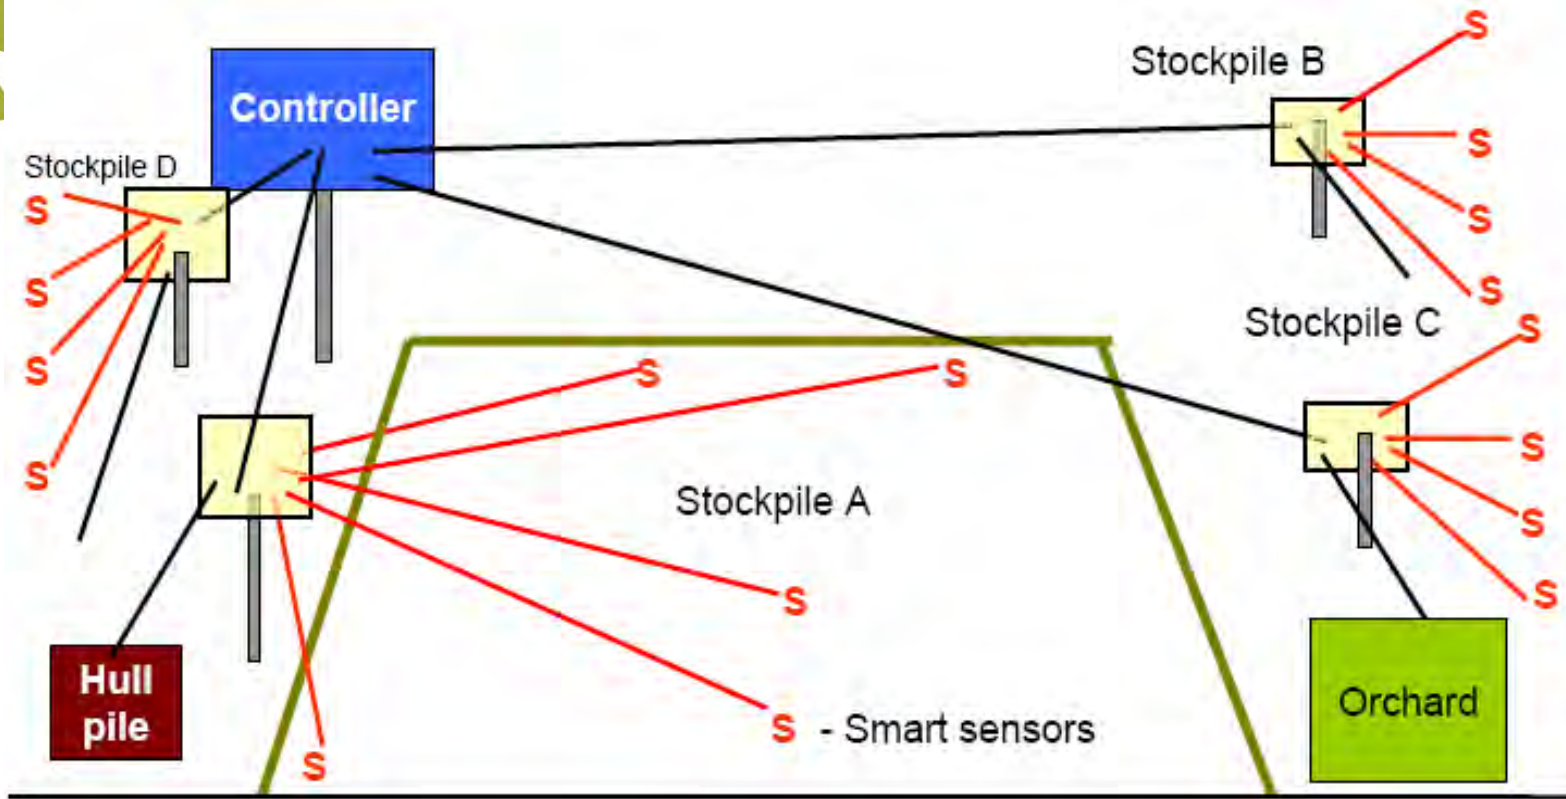 Stockpile B
S
Controller
S
Stockpile D
S
S
S
S
Stockpile C
S
S
S
S
S
S
S
Stockpile A
S
S
S
Hull
pile
Orchard
S - Smart sensors
S